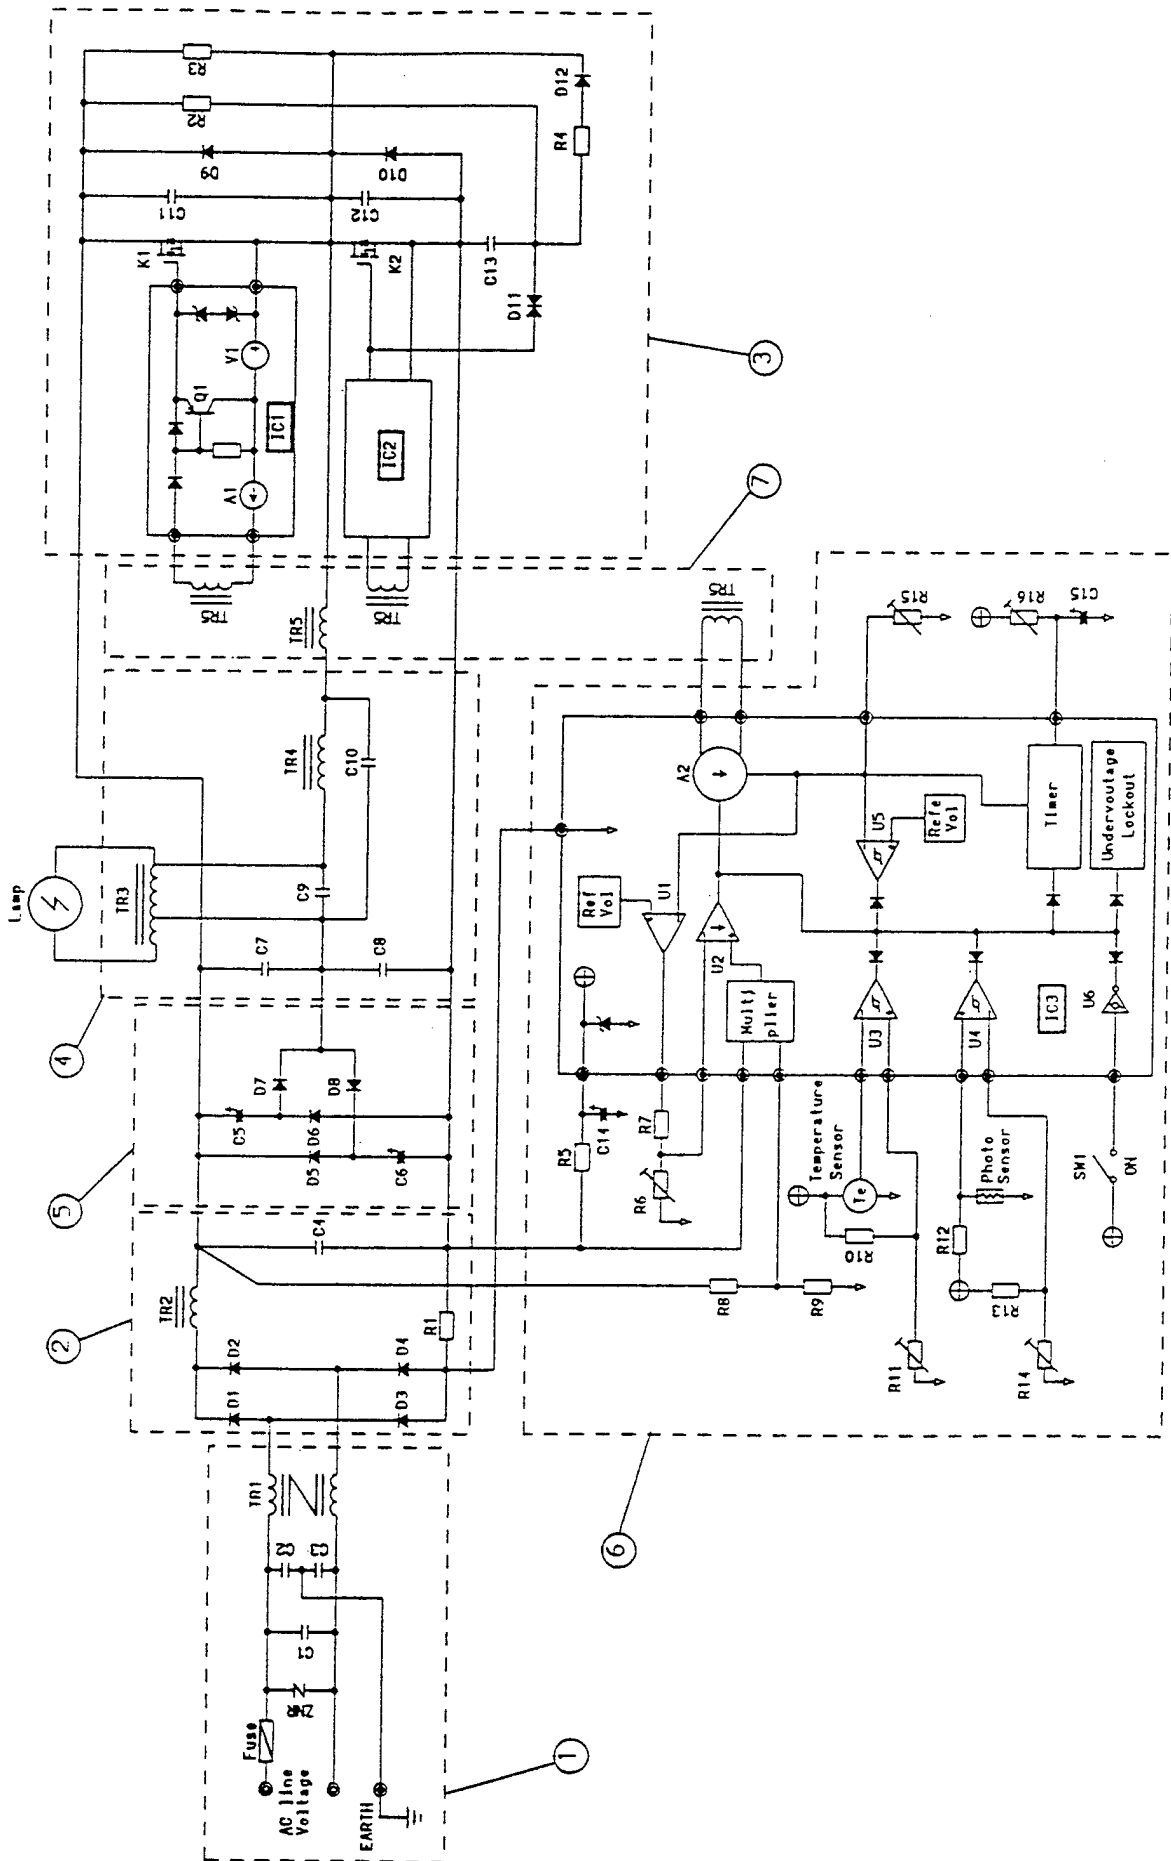 Lamp
TR3
4
C7
C8
C9
TR4
C10
TR5
TR5
TR5
TR5
7
3
K1
C11
D9
R2
R3
Q1
V1
A1
IC1
IC2
K2
C12
D10
C13
D11
R4
D12
5
C5
D6
D5
C6
D7
D8
2
TR2
C4
R1
D1
D2
D3
D4
1
Fuse
AC line
Voltage
EARTH
ZNR
C1
C2
C3
TR1
6
R5
C14
R6
R7
R8
R9
Ref
Vol
U1
U2
Multi
plier
A2
Temperature
Sensor
Te
R10
R11
U3
U4
U5
Refe
Vol
R12
R13
R14
Photo
Sensor
SW1
ON
U6
IC3
Timer
Undervoutage
Lockout
R15
R16
C15